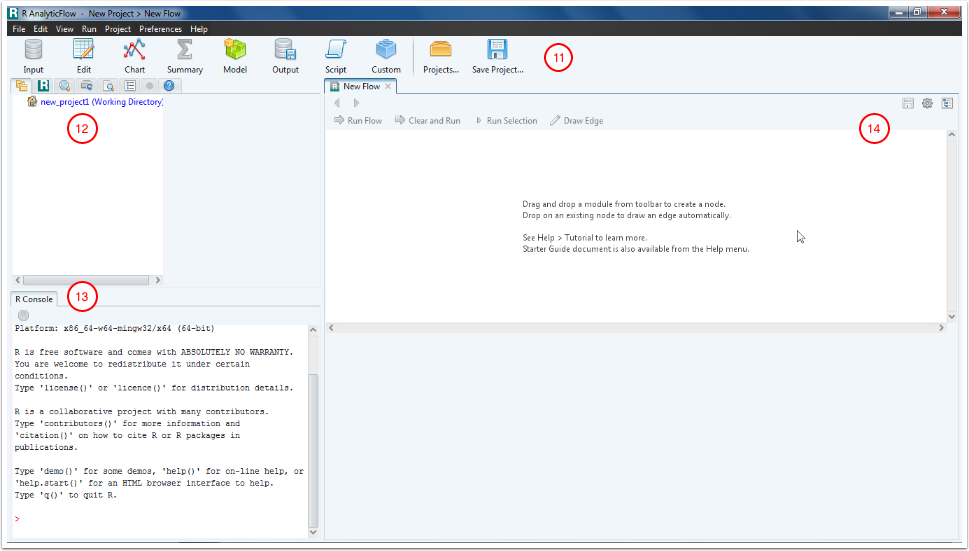 R AnalyticFlow - New Project > New Flow
File Edit View Run Project Preferences Help
Input Edit Chart Summary Model Output Script Custom Projects... Save Project...
11
New Flow
new_project1 (Working Directory)
12
14
Run Flow Clear and Run Run Selection Draw Edge
Drag and drop a module from toolbar to create a node.
Drop on an existing node to draw an edge automatically.
See Help > Tutorial to learn more.
Starter Guide document is also available from the Help menu.
R Console
13
Platform: x86_64-w64-mingw32/x64 (64-bit)
R is free software and comes with ABSOLUTELY NO WARRANTY.
You are welcome to redistribute it under certain
conditions.
Type 'license()' or 'licence()' for distribution details.
R is a collaborative project with many contributors.
Type 'contributors()' for more information and
'citation()' on how to cite R or R packages in
publications.
Type 'demo()' for some demos, 'help()' for on-line help, or
'help.start()' for an HTML browser interface to help.
Type 'q()' to quit R.
>